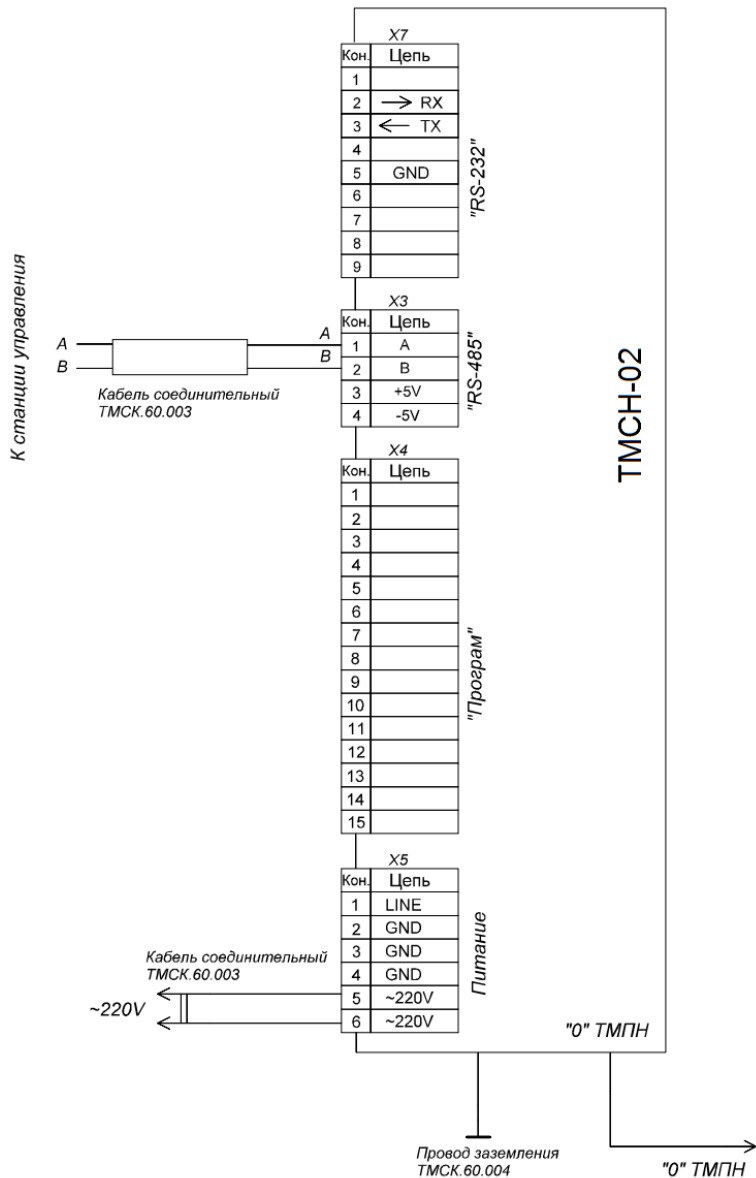 X7
Кон. Цепь
1
2 → RX
3 ← TX
4
5 GND
6
7
8
9
"RS-232"
К станции управления
X3
Кон. Цепь
1 A
2 B
3 +5V
4 -5V
"RS-485"
A A
B B
Кабель соединительный
ТМСК.60.003
ТМСН-02
X4
Кон. Цепь
1
2
3
4
5
6
7
8
9
10
11
12
13
14
15
"Програм"
X5
Кон. Цепь
1 LINE
2 GND
3 GND
4 GND
5 ~220V
6 ~220V
Питание
Кабель соединительный
ТМСК.60.003
~220V
"0" ТМПН
Провод заземления
ТМСК.60.004
"0" ТМПН